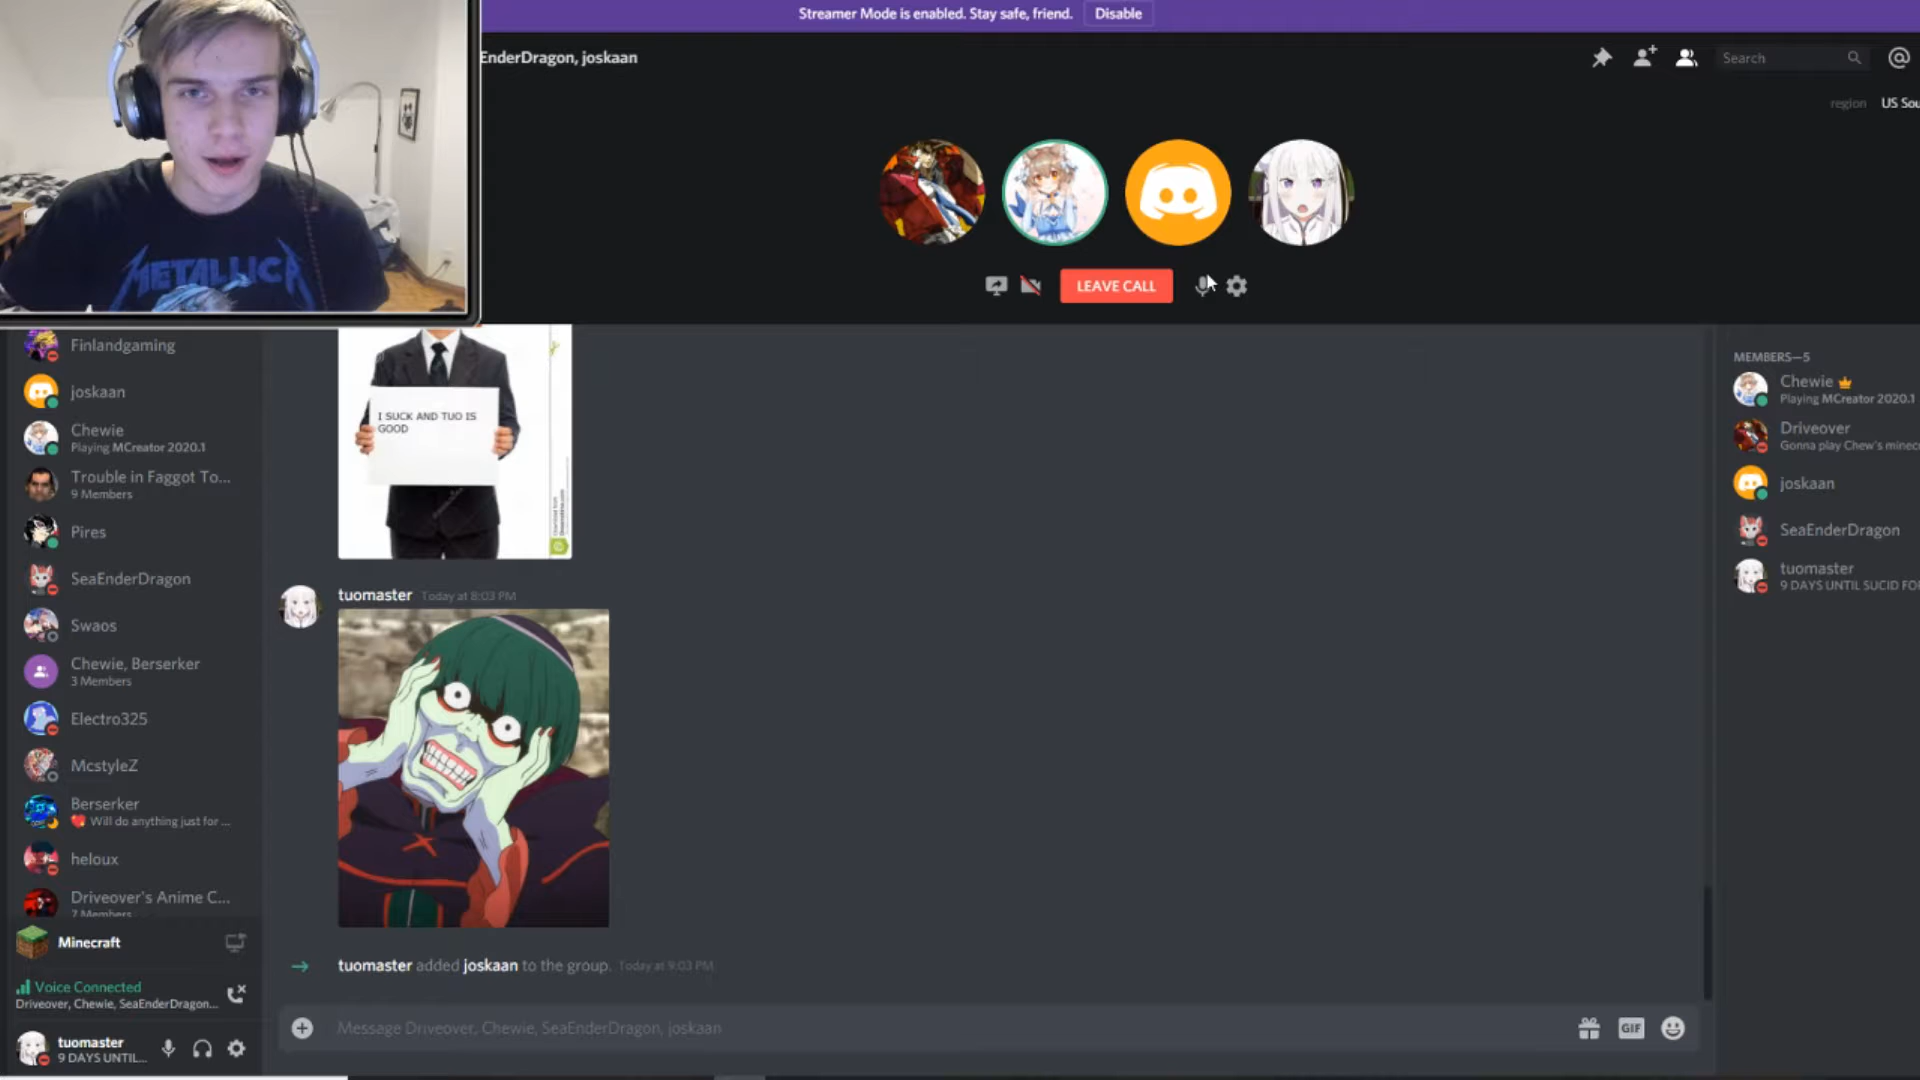 Streamer Mode is enabled. Stay safe, friend. Disable
EnderDragon, joskaan
Search
region US Sou
METALLICA
LEAVE CALL
Finlandgaming
joskaan
Chewie
Playing MCreator 2020.1
Trouble in Faggot To...
9 Members
Pires
SeaEnderDragon
Swaos
Chewie, Berserker
3 Members
Electro325
McstyleZ
Berserker
Will do anything just for ...
heloux
Driveover's Anime C...
7 Members
Minecraft
Voice Connected
Driveover, Chewie, SeaEnderDragon...
tuomaster
9 DAYS UNTIL...
I SUCK AND TUO IS
GOOD
tuomaster Today at 8:03 PM
tuomaster added joskaan to the group. Today at 9:03 PM
Message Driveover, Chewie, SeaEnderDragon, joskaan
GIF
MEMBERS—5
Chewie
Playing MCreator 2020.1
Driveover
Gonna play Chew's minec
joskaan
SeaEnderDragon
tuomaster
9 DAYS UNTIL SUCID FO